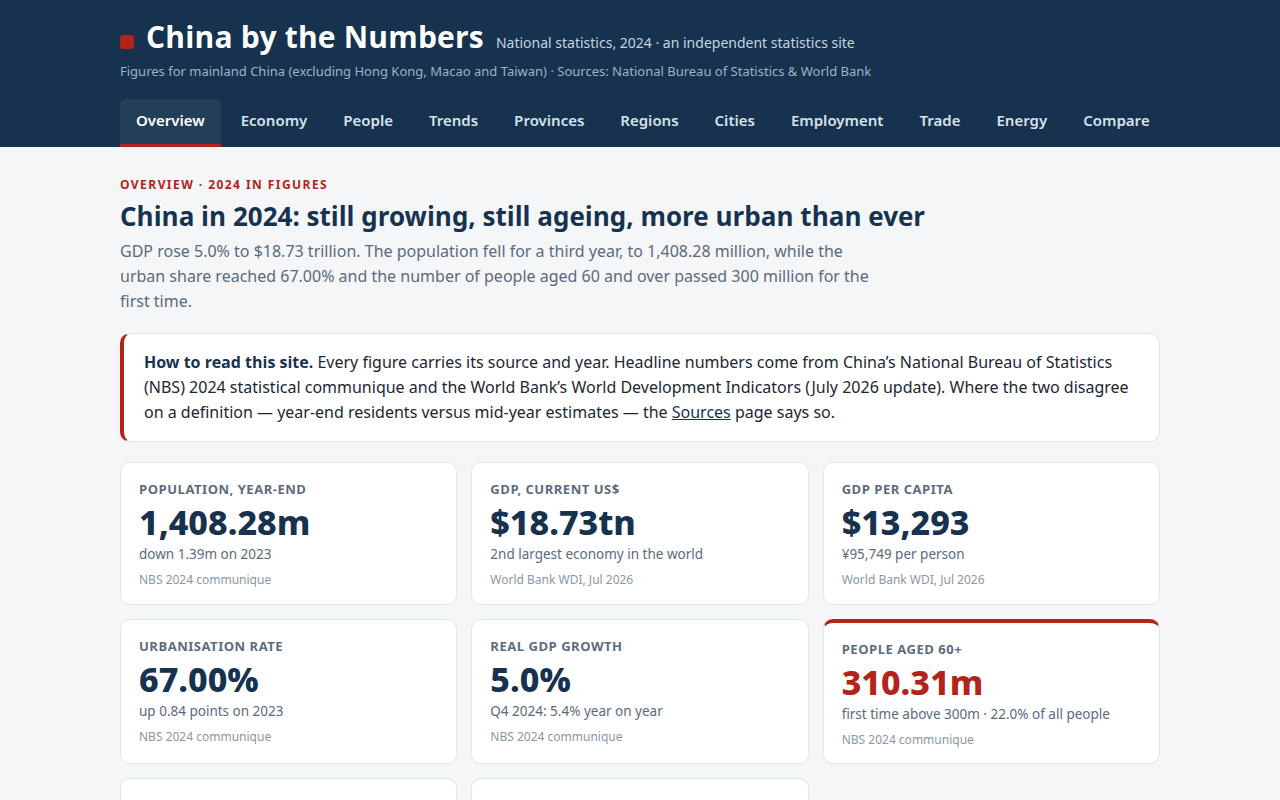 China by the Numbers National statistics, 2024 · an independent statistics site
Figures for mainland China (excluding Hong Kong, Macao and Taiwan) · Sources: National Bureau of Statistics & World Bank
Overview Economy People Trends Provinces Regions Cities Employment Trade Energy Compare
OVERVIEW · 2024 IN FIGURES
China in 2024: still growing, still ageing, more urban than ever
GDP rose 5.0% to $18.73 trillion. The population fell for a third year, to 1,408.28 million, while the
urban share reached 67.00% and the number of people aged 60 and over passed 300 million for the
first time.
How to read this site. Every figure carries its source and year. Headline numbers come from China’s National Bureau of Statistics
(NBS) 2024 statistical communique and the World Bank’s World Development Indicators (July 2026 update). Where the two disagree
on a definition — year-end residents versus mid-year estimates — the Sources page says so.
POPULATION, YEAR-END
1,408.28m
down 1.39m on 2023
NBS 2024 communique
GDP, CURRENT US$
$18.73tn
2nd largest economy in the world
World Bank WDI, Jul 2026
GDP PER CAPITA
$13,293
¥95,749 per person
World Bank WDI, Jul 2026
URBANISATION RATE
67.00%
up 0.84 points on 2023
NBS 2024 communique
REAL GDP GROWTH
5.0%
Q4 2024: 5.4% year on year
NBS 2024 communique
PEOPLE AGED 60+
310.31m
first time above 300m · 22.0% of all people
NBS 2024 communique